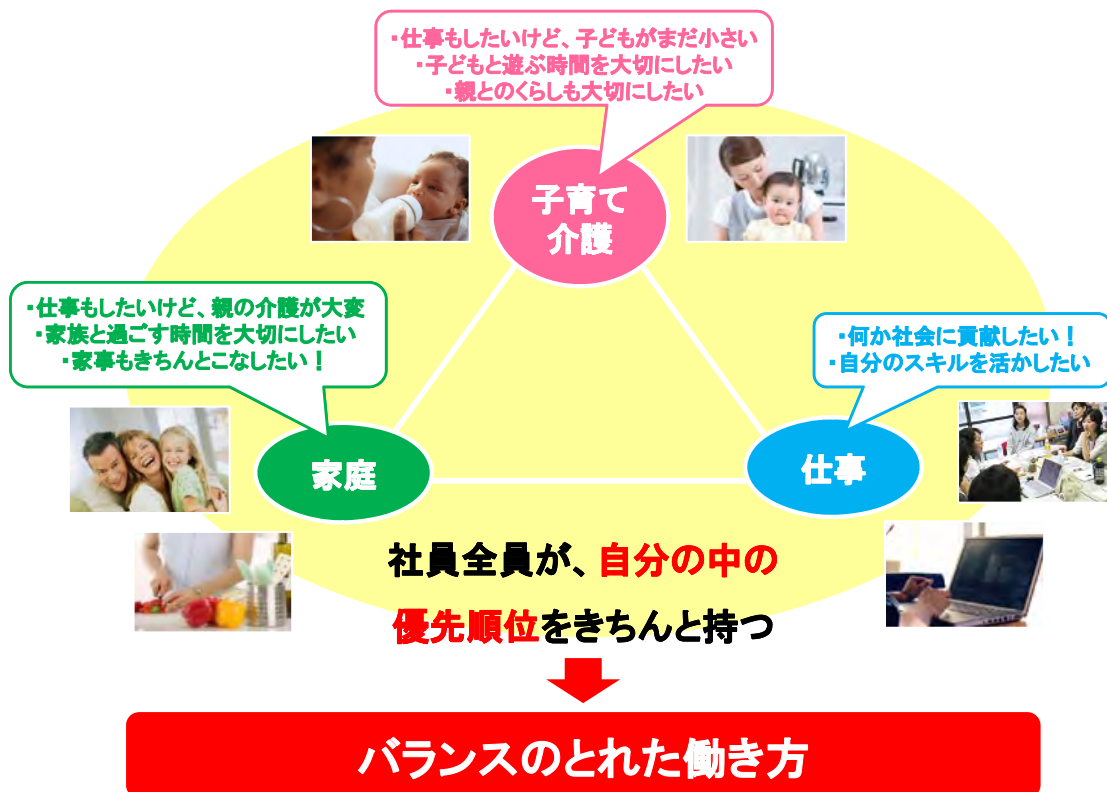 ・仕事もしたいけど、子どもがまだ小さい
・子どもと遊ぶ時間を大切にしたい
・親とのくらしも大切にしたい
子育て
介護
・仕事もしたいけど、親の介護が大変
・家族と過ごす時間を大切にしたい
・家事もきちんとこなしたい！
・何か社会に貢献したい！
・自分のスキルを活かしたい
家庭
仕事
社員全員が、自分の中の
優先順位をきちんと持つ
バランスのとれた働き方